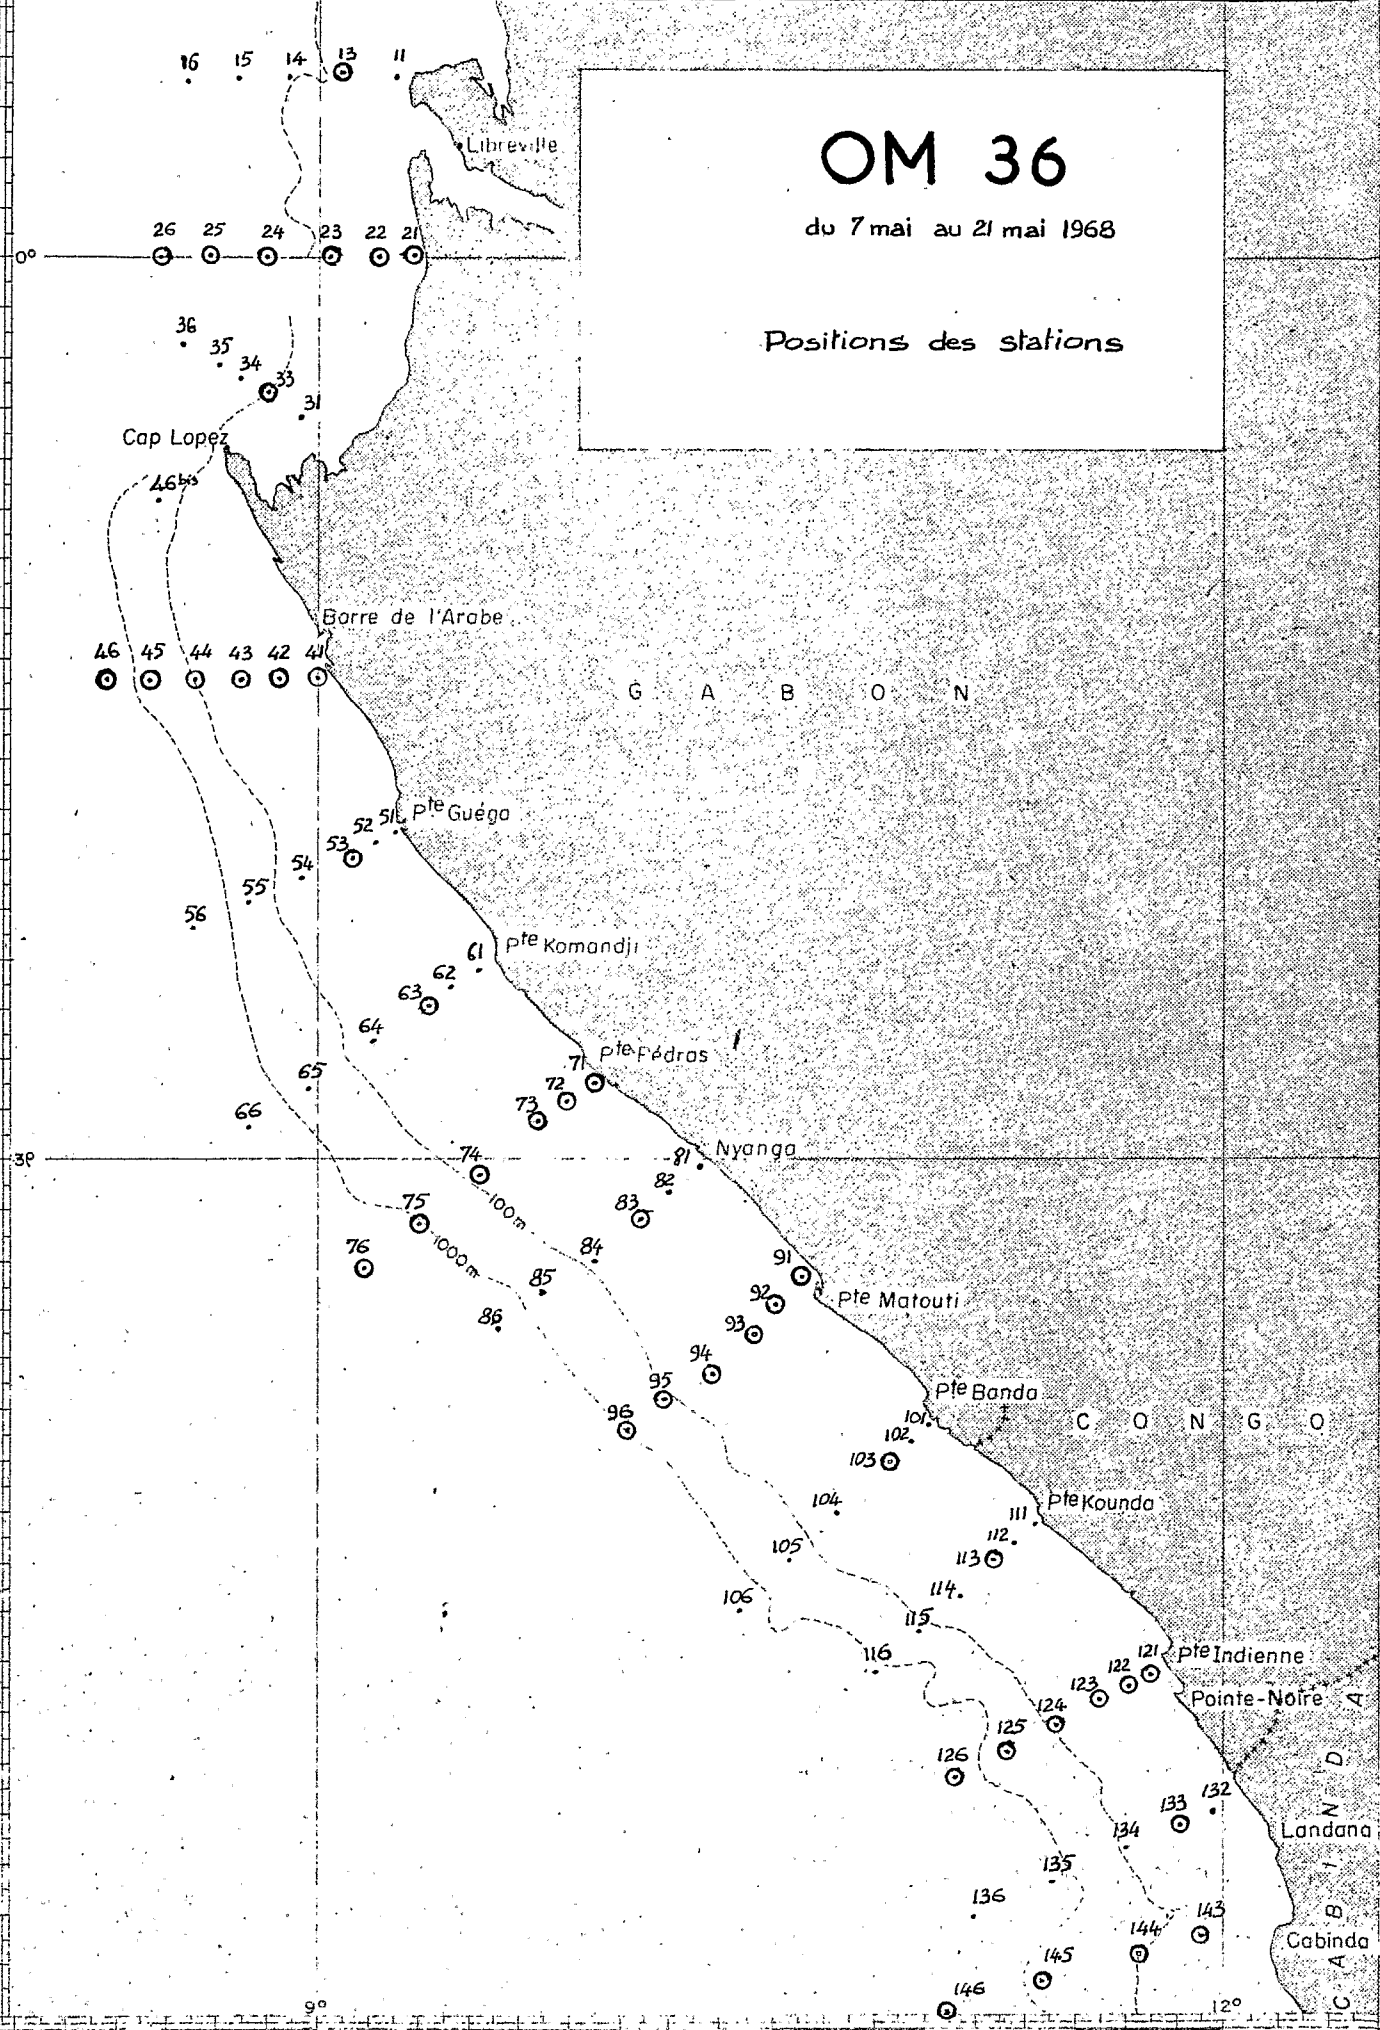 16 15 14 13 11
Libreville
OM 36
du 7 mai au 21 mai 1968
Positions des stations
26 25 24 23 22 21
0°
36
35
34
33
31
Cap Lopez
46bis
Barre de l'Arabe
46 45 44 43 42 41
G A B O N
Pte Guéga
51
52
53
54
55
56
Pte Komandji
61
62
63
64
65
66
Pte Pédras
71
72
73
3°
74
75
76
100m
1000m
Nyanga
81
82
83
84
85
86
91
Pte Matouti
92
93
94
95
96
Pte Banda
C O N G O
101
102
103
104
105
106
Pte Kounda
111
112
113
114
115
116
Pte Indienne
121
122
123
124
125
126
Pointe-Noire
132
133
134
135
136
Landana
143
144
145
146
Cabinda
CABINDA
9°
12°